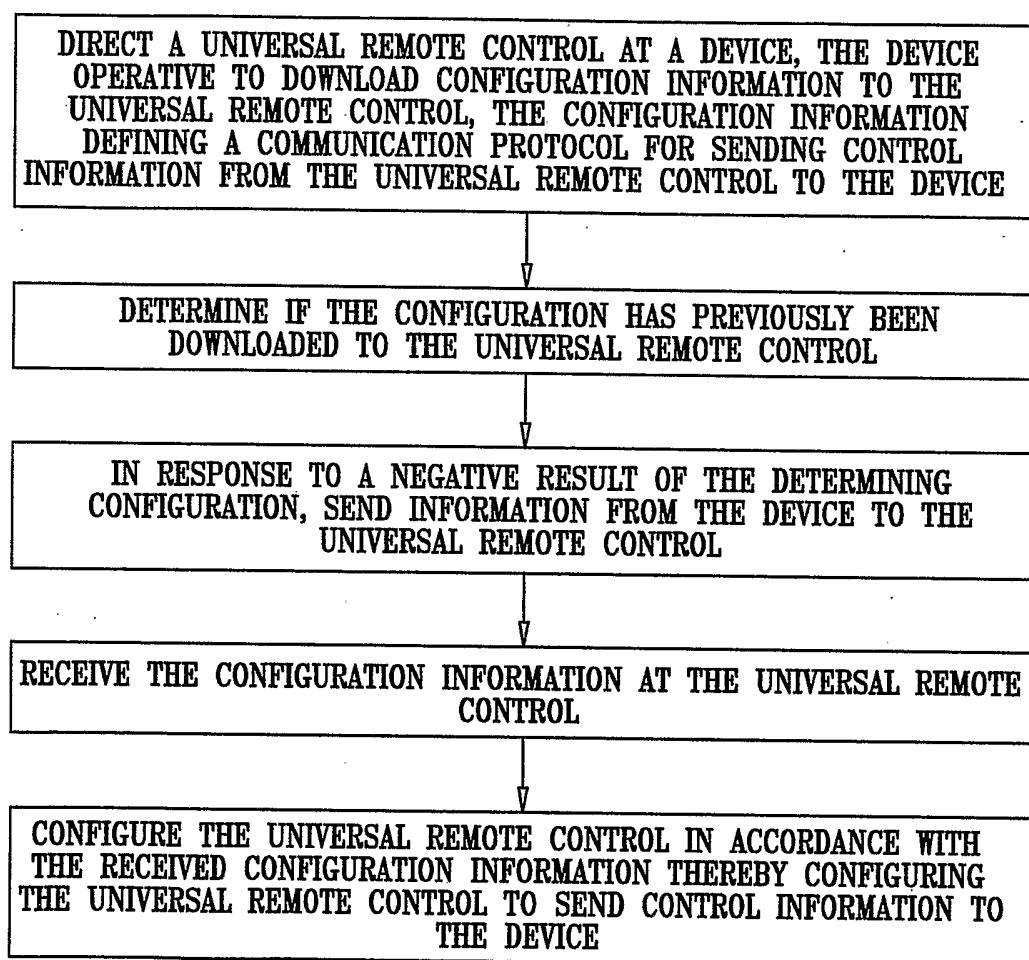 DIRECT A UNIVERSAL REMOTE CONTROL AT A DEVICE, THE DEVICE
OPERATIVE TO DOWNLOAD CONFIGURATION INFORMATION TO THE
UNIVERSAL REMOTE CONTROL, THE CONFIGURATION INFORMATION
DEFINING A COMMUNICATION PROTOCOL FOR SENDING CONTROL
INFORMATION FROM THE UNIVERSAL REMOTE CONTROL TO THE DEVICE
DETERMINE IF THE CONFIGURATION HAS PREVIOUSLY BEEN
DOWNLOADED TO THE UNIVERSAL REMOTE CONTROL
IN RESPONSE TO A NEGATIVE RESULT OF THE DETERMINING
CONFIGURATION, SEND INFORMATION FROM THE DEVICE TO THE
UNIVERSAL REMOTE CONTROL
RECEIVE THE CONFIGURATION INFORMATION AT THE UNIVERSAL REMOTE
CONTROL
CONFIGURE THE UNIVERSAL REMOTE CONTROL IN ACCORDANCE WITH
THE RECEIVED CONFIGURATION INFORMATION THEREBY CONFIGURING
THE UNIVERSAL REMOTE CONTROL TO SEND CONTROL INFORMATION TO
THE DEVICE